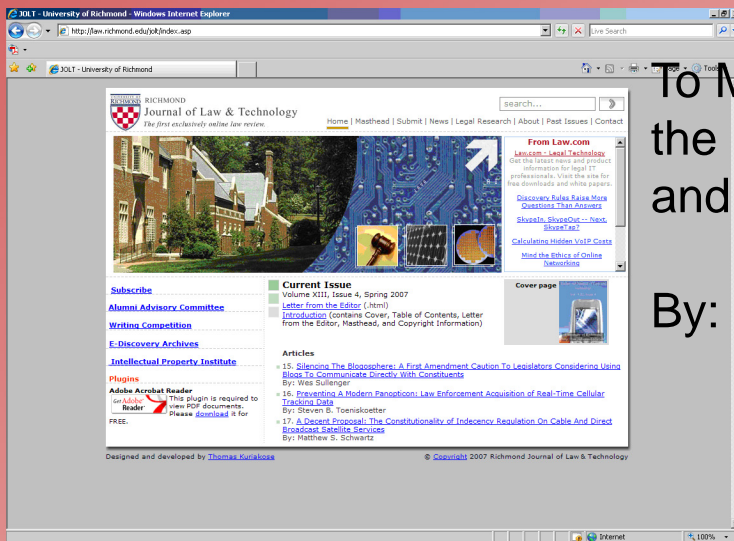 JOLT - University of Richmond - Windows Internet Explorer
http://law.richmond.edu/jolt/index.asp
Live Search
JOLT - University of Richmond
Tools
To
the
and
By:
UNIVERSITY OF
RICHMOND
RICHMOND
Journal of Law & Technology
The first exclusively online law review.
search...
Home | Masthead | Submit | News | Legal Research | About | Past Issues | Contact
From Law.com
Law.com - Legal Technology
Get the latest news and product
information for legal IT
professionals. Visit the site for
free downloads and white papers.
Discovery Rules Raise More
Questions Than Answers
SkypeIn, SkypeOut -- Next,
SkypeTap?
Calculating Hidden VoIP Costs
Mind the Ethics of Online
Networking
Subscribe
Alumni Advisory Committee
Writing Competition
E-Discovery Archives
Intellectual Property Institute
Plugins
Adobe Acrobat Reader
Get Adobe Reader
This plugin is required to
view PDF documents.
Please download it for
FREE.
Current Issue
Volume XIII, Issue 4, Spring 2007
Letter from the Editor (.html)
Introduction (contains Cover, Table of Contents, Letter
from the Editor, Masthead, and Copyright Information)
Cover page
Articles
15. Silencing The Blogosphere: A First Amendment Caution To Legislators Considering Using
Blogs To Communicate Directly With Constituents
By: Wes Sullenger
16. Preventing A Modern Panopticon: Law Enforcement Acquisition of Real-Time Cellular
Tracking Data
By: Steven B. Toeniskoetter
17. A Decent Proposal: The Constitutionality of Indecency Regulation On Cable And Direct
Broadcast Satellite Services
By: Matthew S. Schwartz
Designed and developed by Thomas Kuriakose
© Copyright 2007 Richmond Journal of Law & Technology
Internet
100%